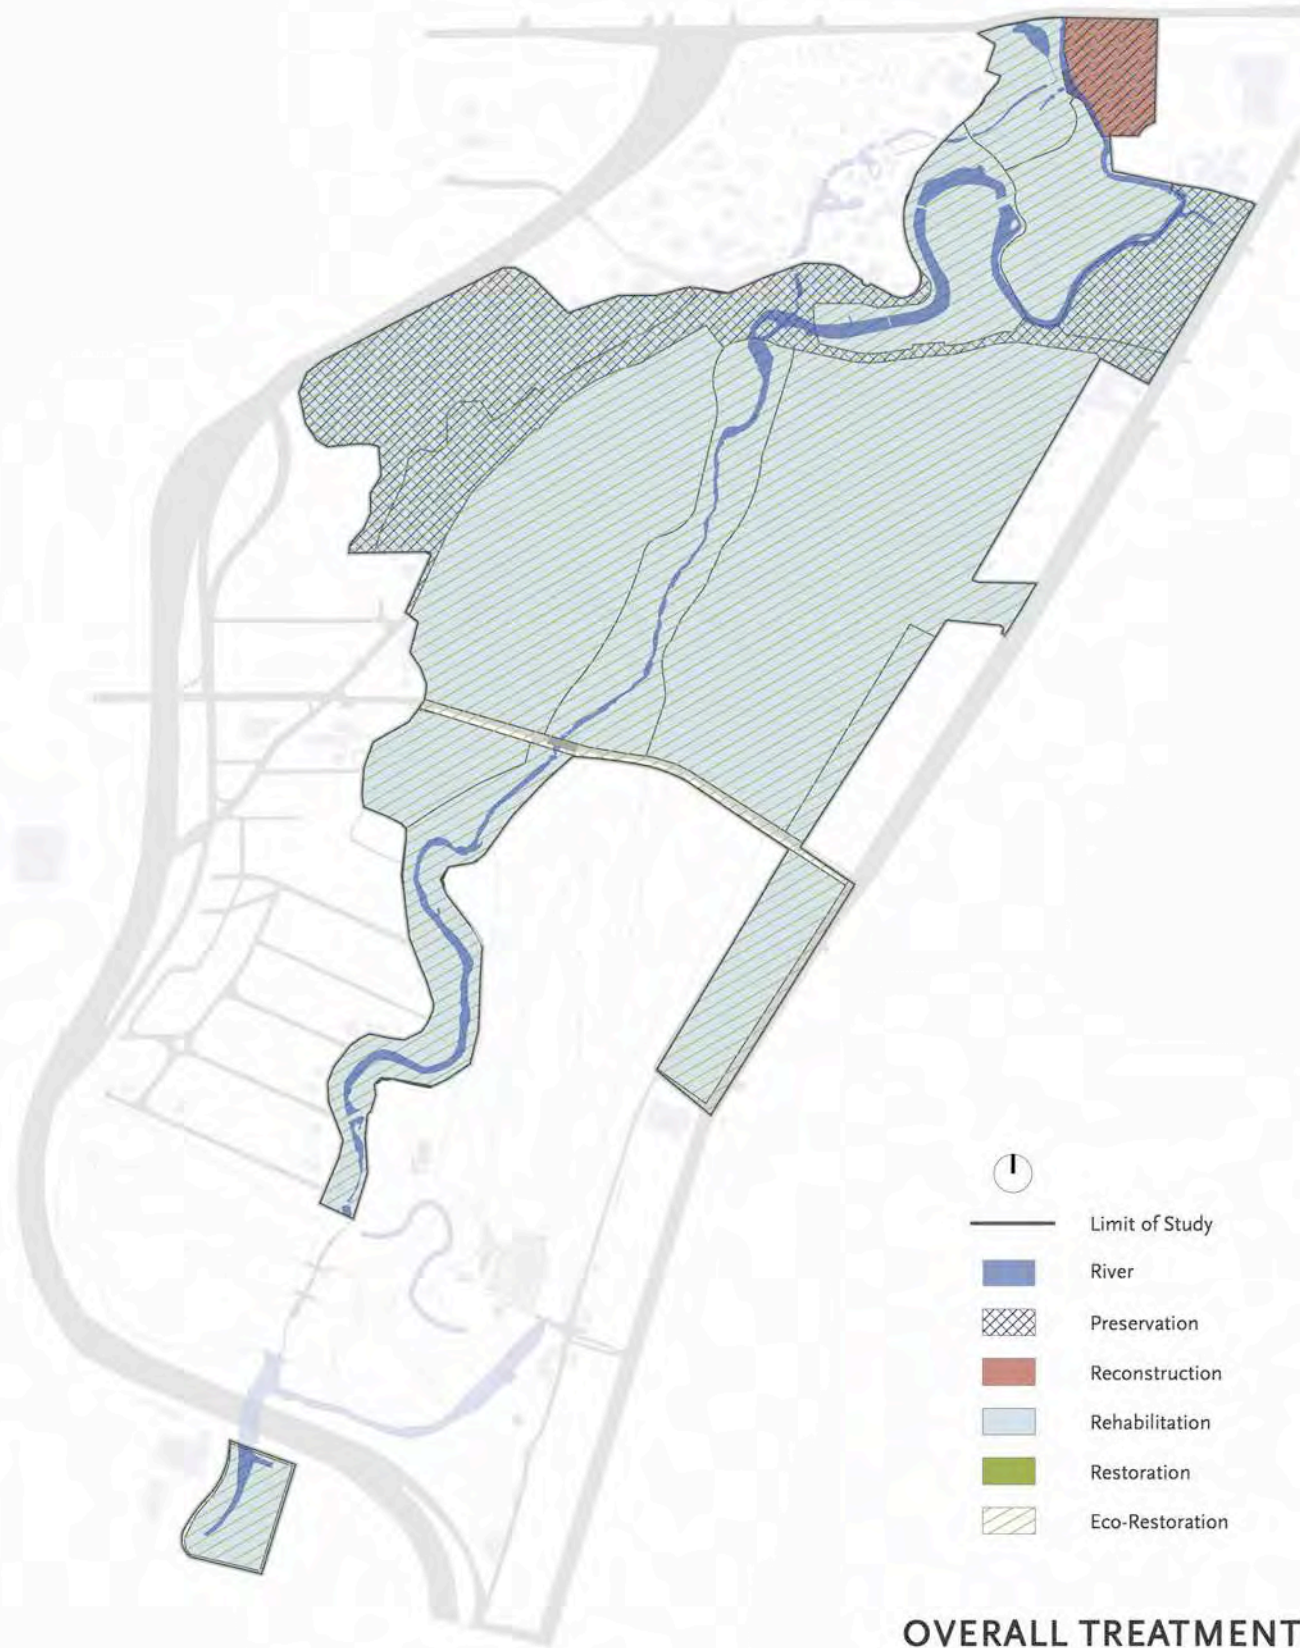 Limit of Study
River
Preservation
Reconstruction
Rehabilitation
Restoration
Eco-Restoration
OVERALL TREATMENT